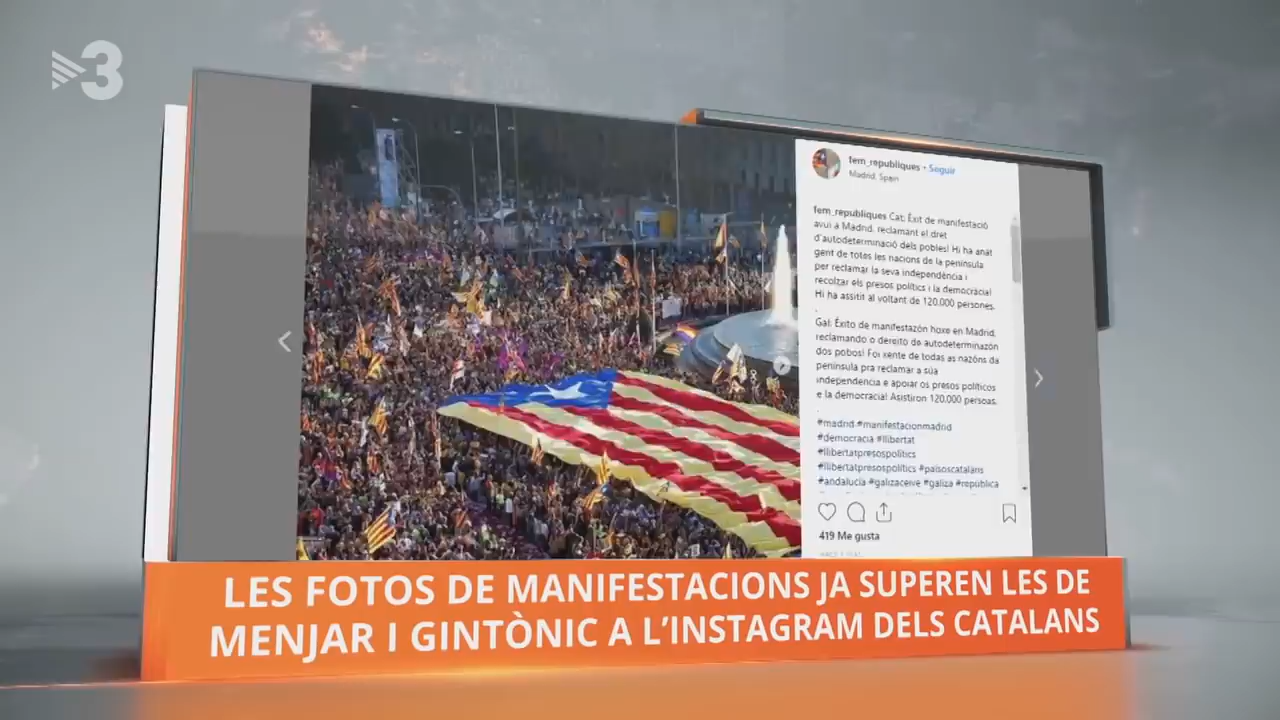 3
fem_republiques • Seguir
Madrid, Spain
fem_republiques Cat: Èxit de manifestació
avui a Madrid, reclamant el dret
d'autodeterminació dels pobles! Hi ha anat
gent de totes les nacions de la península
per reclamar la seva independència i
recolzar els presos polítics i la democràcia!
Hi ha assitit al voltant de 120.000 persones.
.
Gal: Éxito de manifestazón hoxe en Madrid,
reclamando o dereito de autodeterminazón
dos pobos! Foi xente de todas as nazóns da
península pra reclamar a súa
independencia e apoiar os presos políticos
e la democracia! Asistiron 120.000 persoas.
.
#madrid #manifestacionmadrid
#democracia #llibertat
#llibertatpresospolítics
#llibertatpresospolitics #paisoscatalans
#andalucía #galizaceive #galiza #república
419 Me gusta
LES FOTOS DE MANIFESTACIONS JA SUPEREN LES DE
MENJAR I GINTÒNIC A L'INSTAGRAM DELS CATALANS